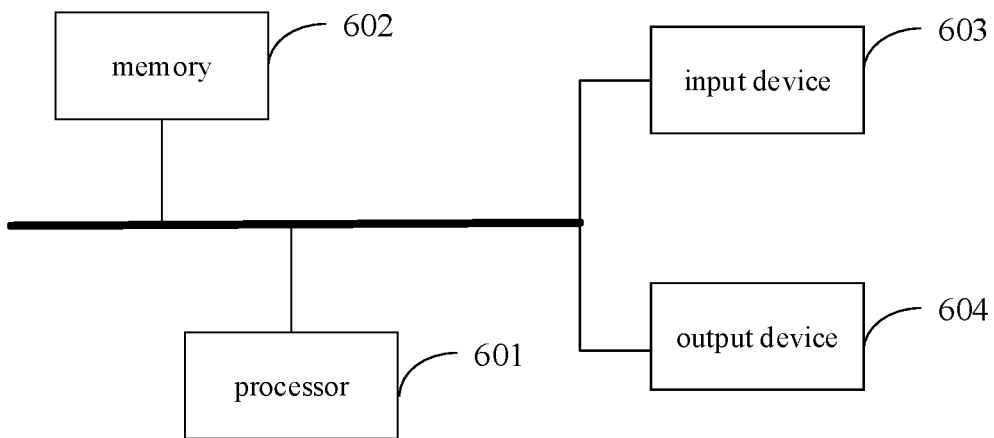 602
memory
603
input device
604
output device
601
processor